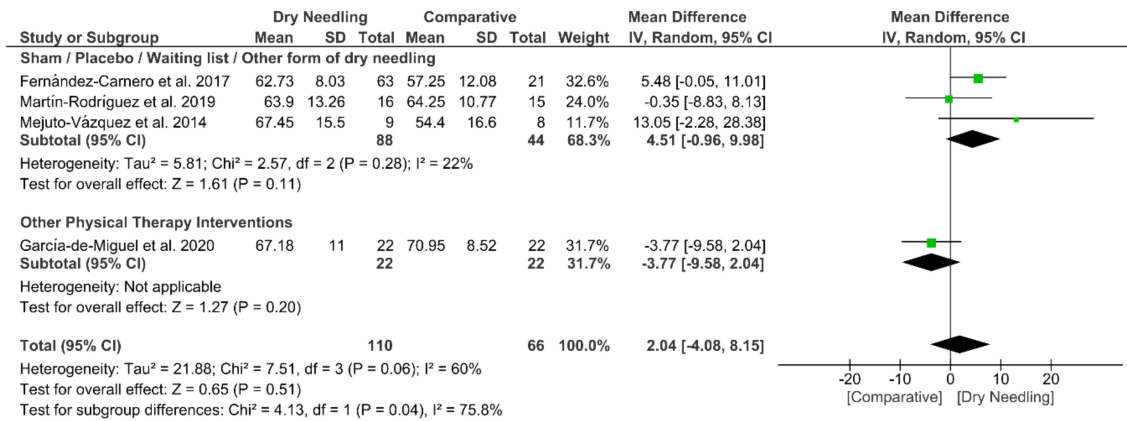 Dry Needling Comparative Mean Difference Mean Difference
Study or Subgroup Mean SD Total Mean SD Total Weight IV, Random, 95% CI IV, Random, 95% CI
Sham / Placebo / Waiting list / Other form of dry needling
Fernández-Carnero et al. 2017 62.73 8.03 63 57.25 12.08 21 32.6% 5.48 [-0.05, 11.01]
Martín-Rodríguez et al. 2019 63.9 13.26 16 64.25 10.77 15 24.0% -0.35 [-8.83, 8.13]
Mejuto-Vázquez et al. 2014 67.45 15.5 9 54.4 16.6 8 11.7% 13.05 [-2.28, 28.38]
Subtotal (95% CI) 88 44 68.3% 4.51 [-0.96, 9.98]
Heterogeneity: Tau² = 5.81; Chi² = 2.57, df = 2 (P = 0.28); I² = 22%
Test for overall effect: Z = 1.61 (P = 0.11)
Other Physical Therapy Interventions
García-de-Miguel et al. 2020 67.18 11 22 70.95 8.52 22 31.7% -3.77 [-9.58, 2.04]
Subtotal (95% CI) 22 22 31.7% -3.77 [-9.58, 2.04]
Heterogeneity: Not applicable
Test for overall effect: Z = 1.27 (P = 0.20)
Total (95% CI) 110 66 100.0% 2.04 [-4.08, 8.15]
Heterogeneity: Tau² = 21.88; Chi² = 7.51, df = 3 (P = 0.06); I² = 60%
Test for overall effect: Z = 0.65 (P = 0.51)
Test for subgroup differences: Chi² = 4.13, df = 1 (P = 0.04), I² = 75.8%
-20 -10 0 10 20
[Comparative] [Dry Needling]